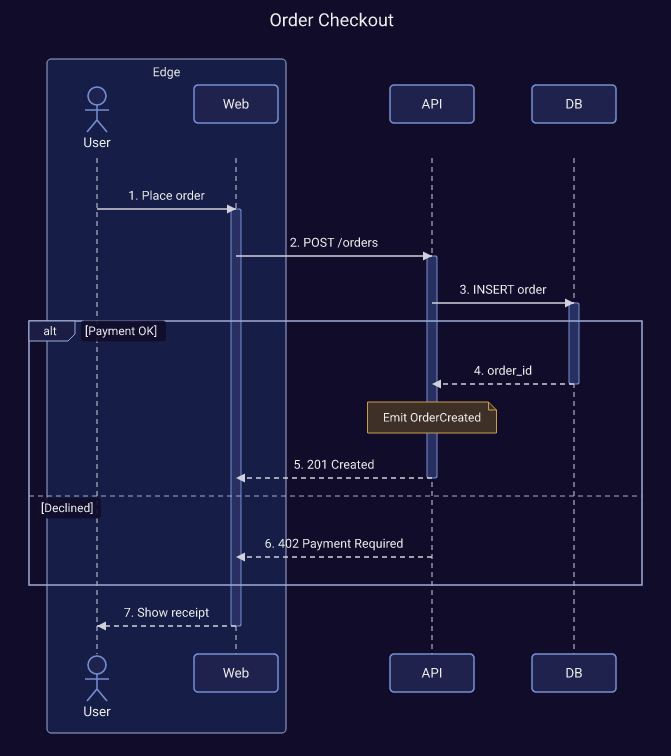 Order Checkout
Edge
Web
API
DB
User
1. Place order
2. POST /orders
3. INSERT order
alt
[Payment OK]
4. order_id
Emit OrderCreated
5. 201 Created
[Declined]
6. 402 Payment Required
7. Show receipt
Web
API
DB
User